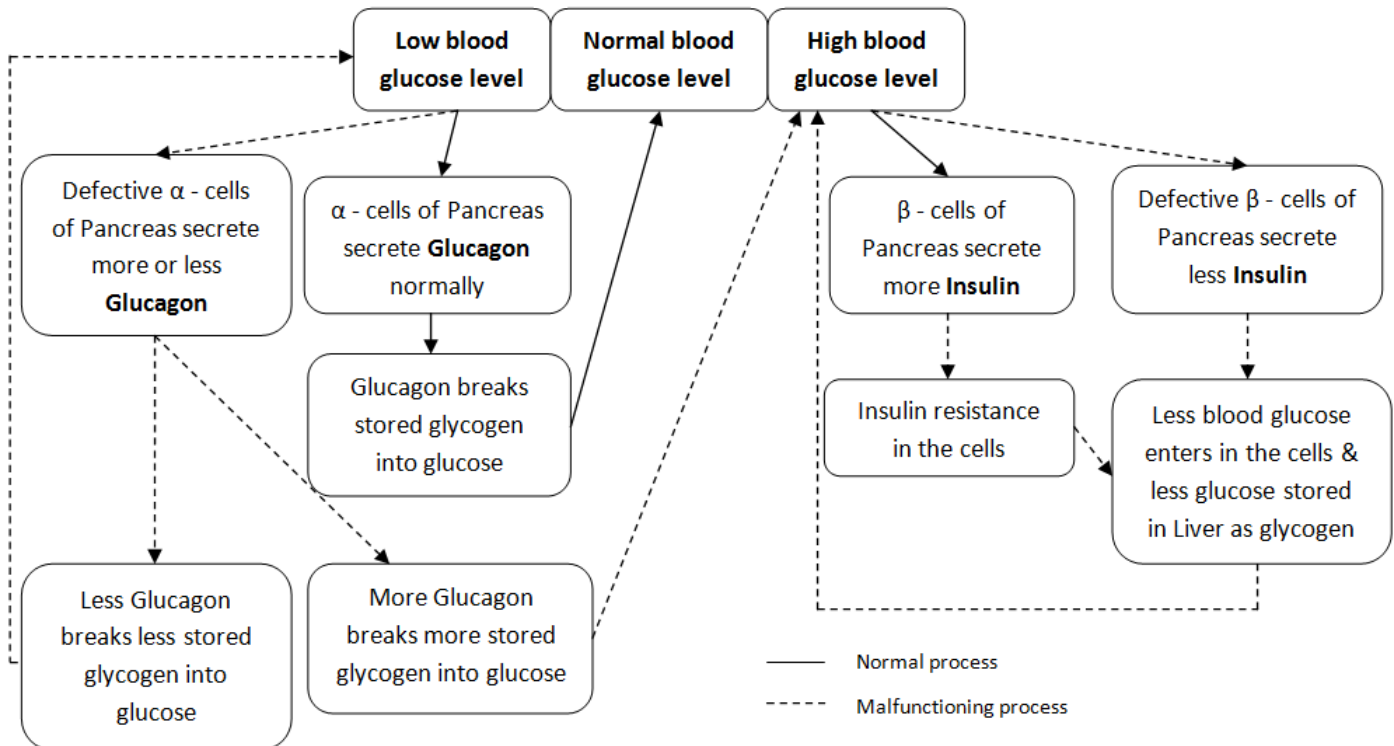 Low blood
glucose level
Normal blood
glucose level
High blood
glucose level
Defective α - cells
of Pancreas secrete
more or less
Glucagon
α - cells of Pancreas
secrete Glucagon
normally
β - cells of
Pancreas secrete
more Insulin
Defective β - cells of
Pancreas secrete
less Insulin
Glucagon breaks
stored glycogen
into glucose
Insulin resistance
in the cells
Less blood glucose
enters in the cells &
less glucose stored
in Liver as glycogen
Less Glucagon
breaks less stored
glycogen into
glucose
More Glucagon
breaks more stored
glycogen into glucose
Normal process
Malfunctioning process